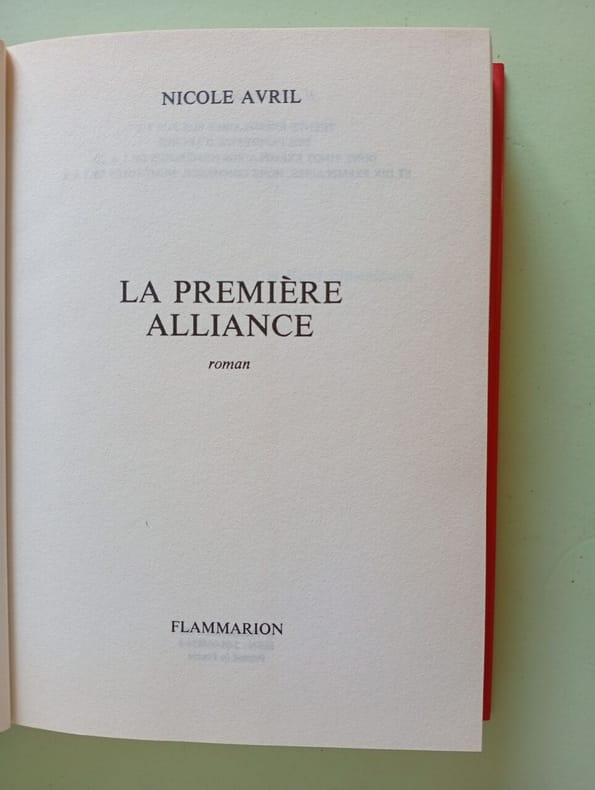 NICOLE AVRIL
LA PREMIÈRE
ALLIANCE
roman
FLAMMARION